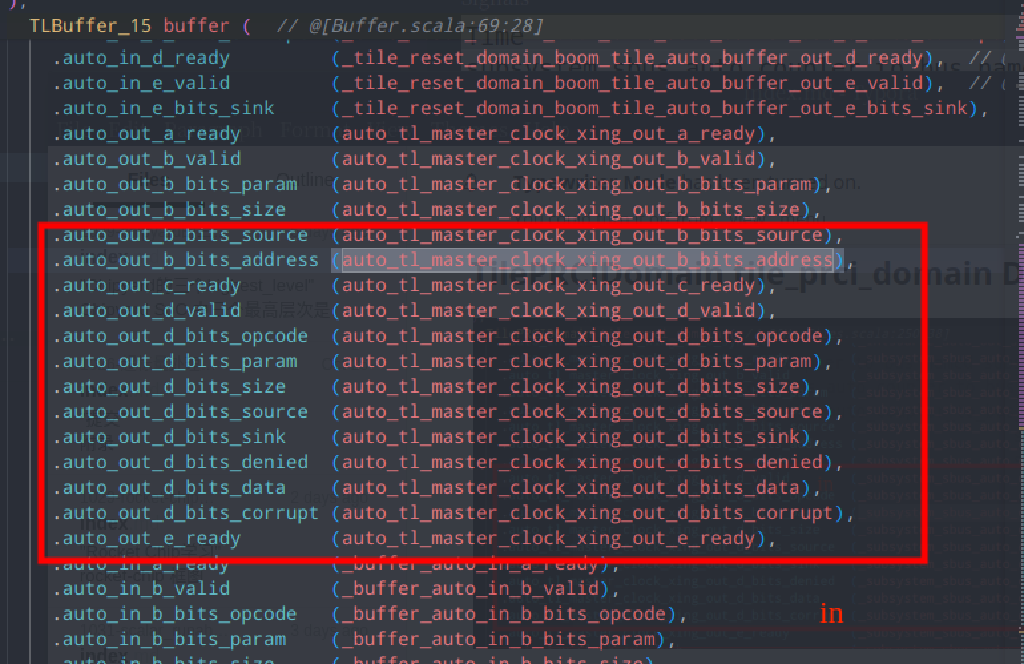 );
TLBuffer_15 buffer (  // @[Buffer.scala:69:28]
.auto_in_d_ready (_tile_reset_domain_boom_tile_auto_buffer_out_d_ready), //
.auto_in_e_valid (_tile_reset_domain_boom_tile_auto_buffer_out_e_valid), //
.auto_in_e_bits_sink (_tile_reset_domain_boom_tile_auto_buffer_out_e_bits_sink),
.auto_out_a_ready (auto_tl_master_clock_xing_out_a_ready),
.auto_out_b_valid (auto_tl_master_clock_xing_out_b_valid),
.auto_out_b_bits_param (auto_tl_master_clock_xing_out_b_bits_param),
.auto_out_b_bits_size (auto_tl_master_clock_xing_out_b_bits_size),
.auto_out_b_bits_source (auto_tl_master_clock_xing_out_b_bits_source),
.auto_out_b_bits_address (auto_tl_master_clock_xing_out_b_bits_address),
.auto_out_c_ready (auto_tl_master_clock_xing_out_c_ready),
.auto_out_d_valid (auto_tl_master_clock_xing_out_d_valid),
.auto_out_d_bits_opcode (auto_tl_master_clock_xing_out_d_bits_opcode),
.auto_out_d_bits_param (auto_tl_master_clock_xing_out_d_bits_param),
.auto_out_d_bits_size (auto_tl_master_clock_xing_out_d_bits_size),
.auto_out_d_bits_source (auto_tl_master_clock_xing_out_d_bits_source),
.auto_out_d_bits_sink (auto_tl_master_clock_xing_out_d_bits_sink),
.auto_out_d_bits_denied (auto_tl_master_clock_xing_out_d_bits_denied),
.auto_out_d_bits_data (auto_tl_master_clock_xing_out_d_bits_data),
.auto_out_d_bits_corrupt (auto_tl_master_clock_xing_out_d_bits_corrupt),
.auto_out_e_ready (auto_tl_master_clock_xing_out_e_ready),
.auto_in_a_ready (_buffer_auto_in_a_ready),
.auto_in_b_valid (_buffer_auto_in_b_valid),
.auto_in_b_bits_opcode (_buffer_auto_in_b_bits_opcode),
in
.auto_in_b_bits_param (_buffer_auto_in_b_bits_param),
.auto_in_b_bits_size (_buffer_auto_in_b_bits_size)